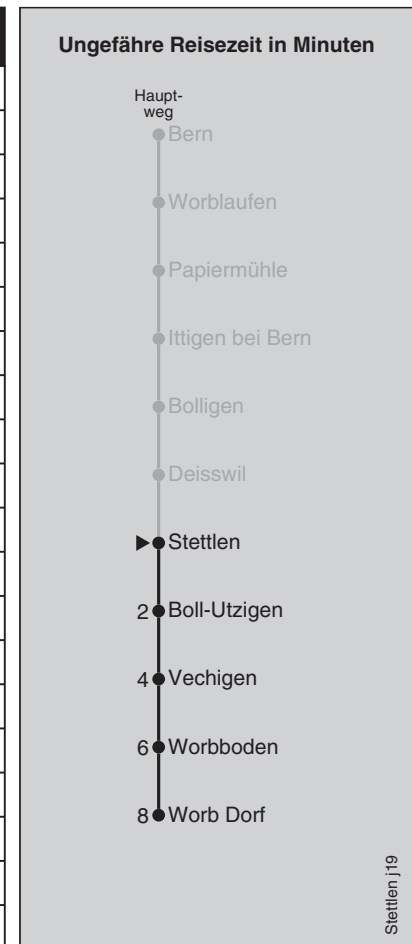 Ungefähre Reisezeit in Minuten
Haupt-
weg
Bern
Worblaufen
Papiermühle
Ittigen bei Bern
Bolligen
Deisswil
Stettlen
2 Boll-Utzigen
4 Vechigen
6 Worbboden
8 Worb Dorf
Stettlen j19